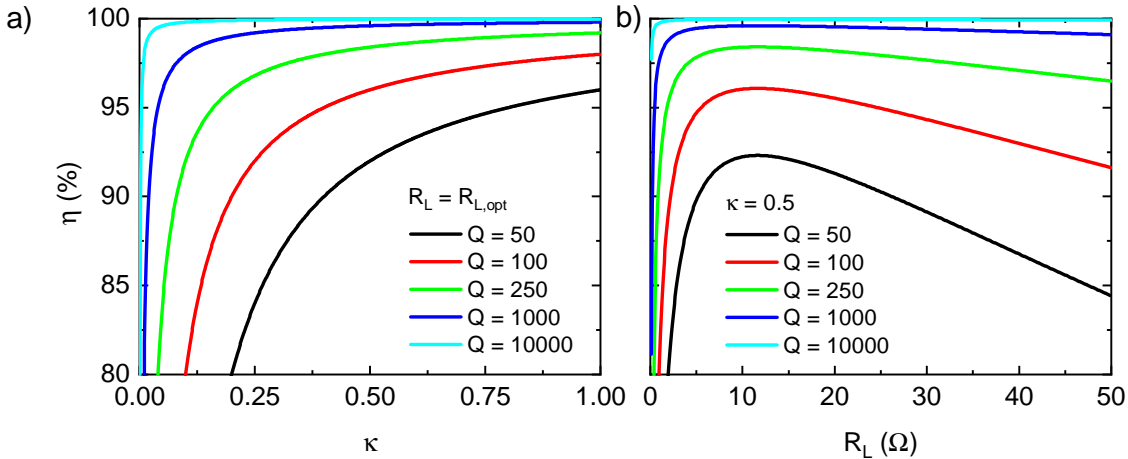 a)
η (%)
100
95
90
85
80
0.00 0.25 0.50 0.75 1.00
κ
R_L = R_L,opt
Q = 50
Q = 100
Q = 250
Q = 1000
Q = 10000
b)
κ = 0.5
Q = 50
Q = 100
Q = 250
Q = 1000
Q = 10000
0 10 20 30 40 50
R_L (Ω)